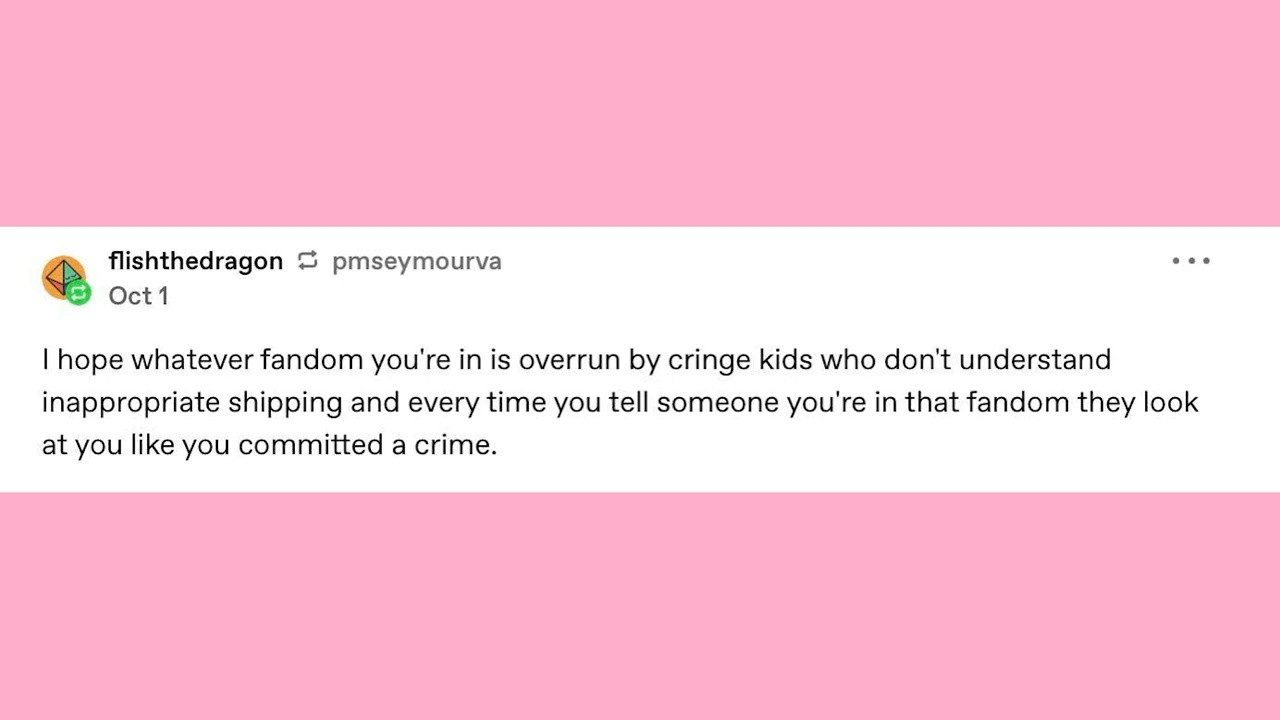 flishthedragon pmseymourva
Oct 1
I hope whatever fandom you're in is overrun by cringe kids who don't understand
inappropriate shipping and every time you tell someone you're in that fandom they look
at you like you committed a crime.